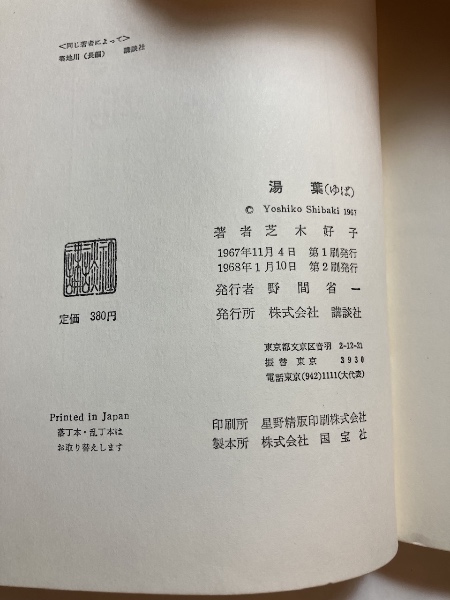 <同じ著者によって>
築地川（長編）　講談社
湯　葉(ゆば)
© Yoshiko Shibaki 1967
著者 芝木好子
1967年11月4日　第1刷発行
1968年1月10日　第2刷発行
発行者　野間省一
発行所　株式会社　講談社
定価　380円
東京都文京区音羽　2-12-21
振替東京　3930
電話東京(942)1111(大代表)
Printed in Japan
落丁本・乱丁本は
お取り替えします
印刷所　星野精版印刷株式会社
製本所　株式会社　国宝社